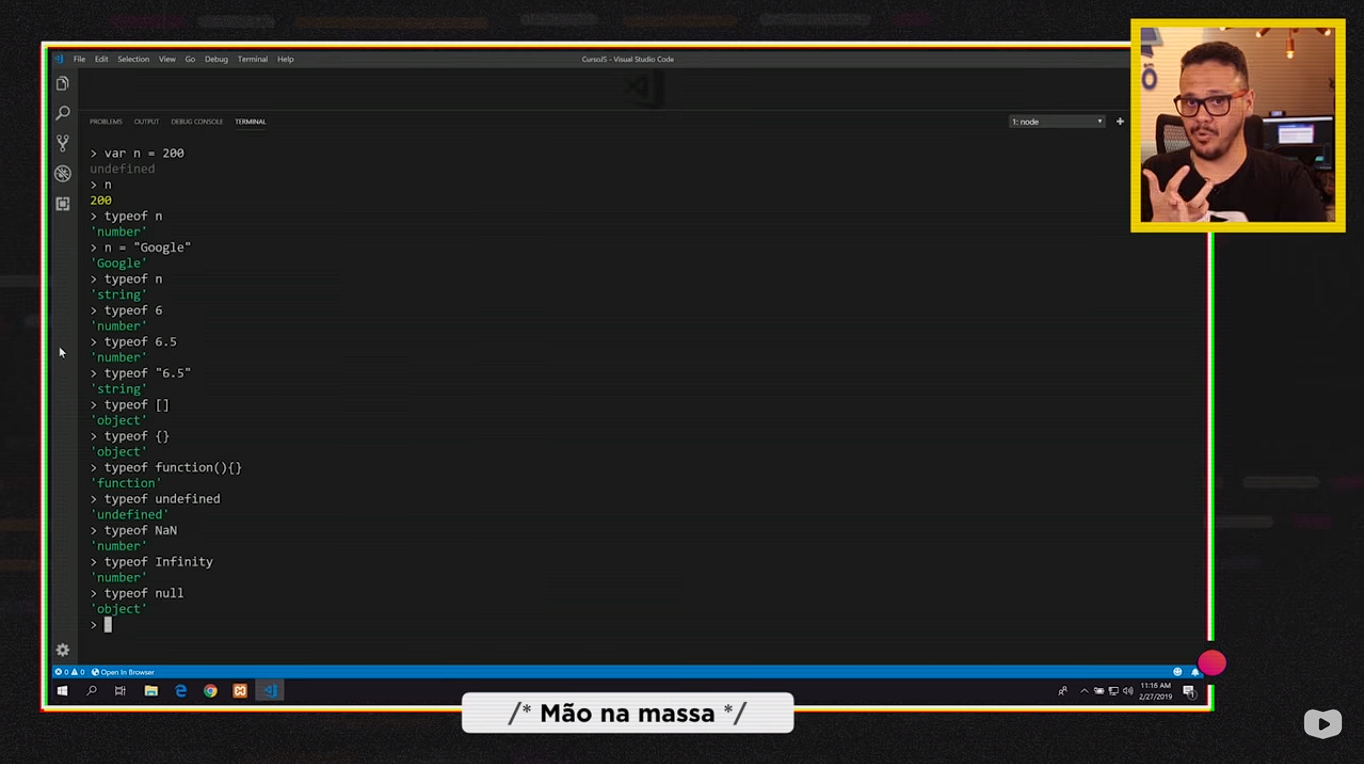 File Edit Selection View Go Debug Terminal Help
CursoJS - Visual Studio Code
PROBLEMS OUTPUT DEBUG CONSOLE TERMINAL
1: node
> var n = 200
undefined
> n
200
> typeof n
'number'
> n = "Google"
'Google'
> typeof n
'string'
> typeof 6
'number'
> typeof 6.5
'number'
> typeof "6.5"
'string'
> typeof []
'object'
> typeof {}
'object'
> typeof function(){}
'function'
> typeof undefined
'undefined'
> typeof NaN
'number'
> typeof Infinity
'number'
> typeof null
'object'
>
0 0 Open In Browser
11:16 AM
2/27/2019
/* Mão na massa */